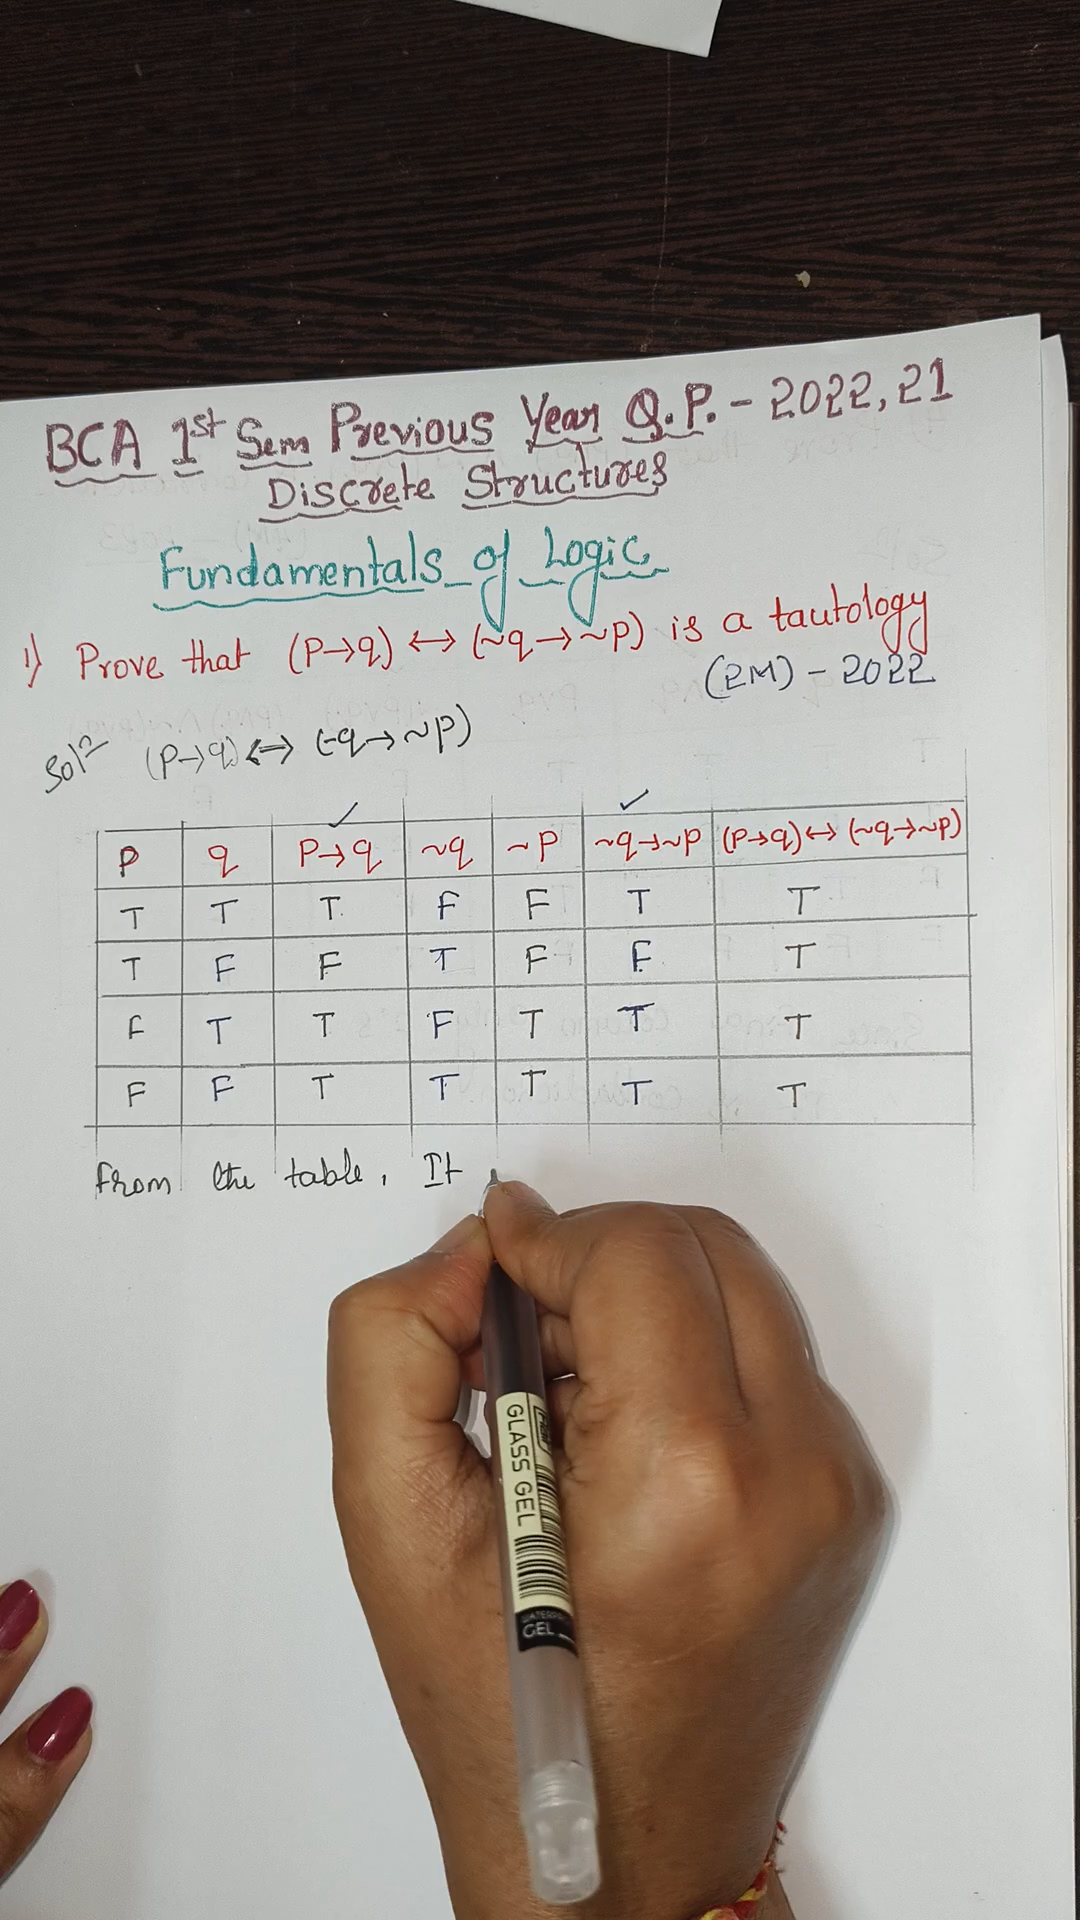 BCA 1st Sem Previous Year Q.P. - 2022, 21
Discrete Structures
Fundamentals of Logic
1) Prove that (P→q) ↔ (~q→~p) is a tautology
(2M) - 2022
Solⁿ (P→q) ↔ (~q→~p)
P q P→q ~q ~P ~q→~p (P→q)↔(~q→~p)
T T T F F T T
T F F T F F T
F T T F T T T
F F T T T T T
From the table, It
GLASS GEL
GEL